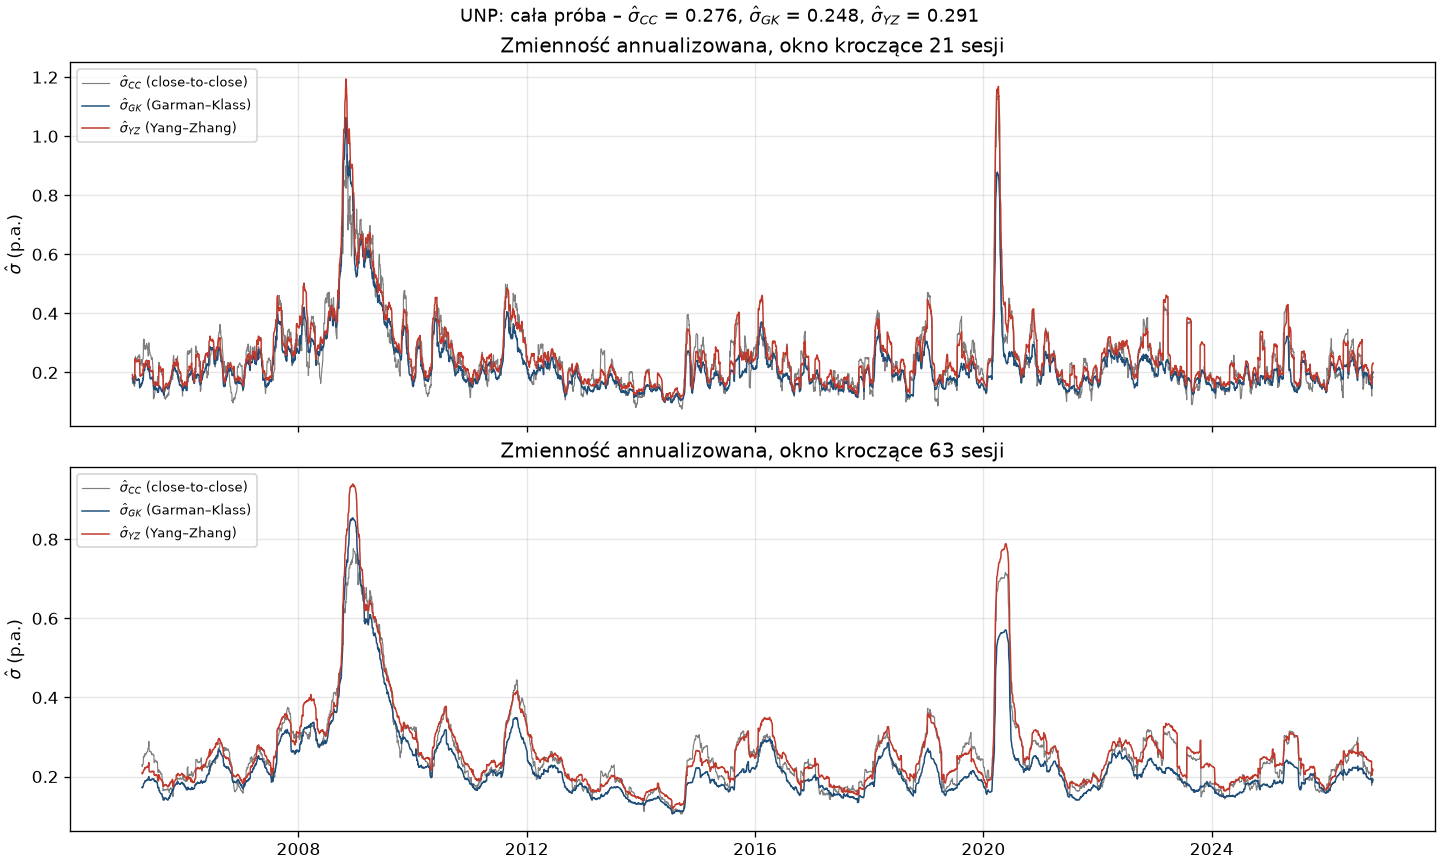 UNP: cała próba – σ̂CC = 0.276, σ̂GK = 0.248, σ̂YZ = 0.291
Zmienność annualizowana, okno kroczące 21 sesji
σ̂CC (close-to-close)
σ̂GK (Garman–Klass)
σ̂YZ (Yang–Zhang)
1.2
1.0
0.8
0.6
0.4
0.2
σ̂ (p.a.)
Zmienność annualizowana, okno kroczące 63 sesji
σ̂CC (close-to-close)
σ̂GK (Garman–Klass)
σ̂YZ (Yang–Zhang)
0.8
0.6
0.4
0.2
σ̂ (p.a.)
2008 2012 2016 2020 2024